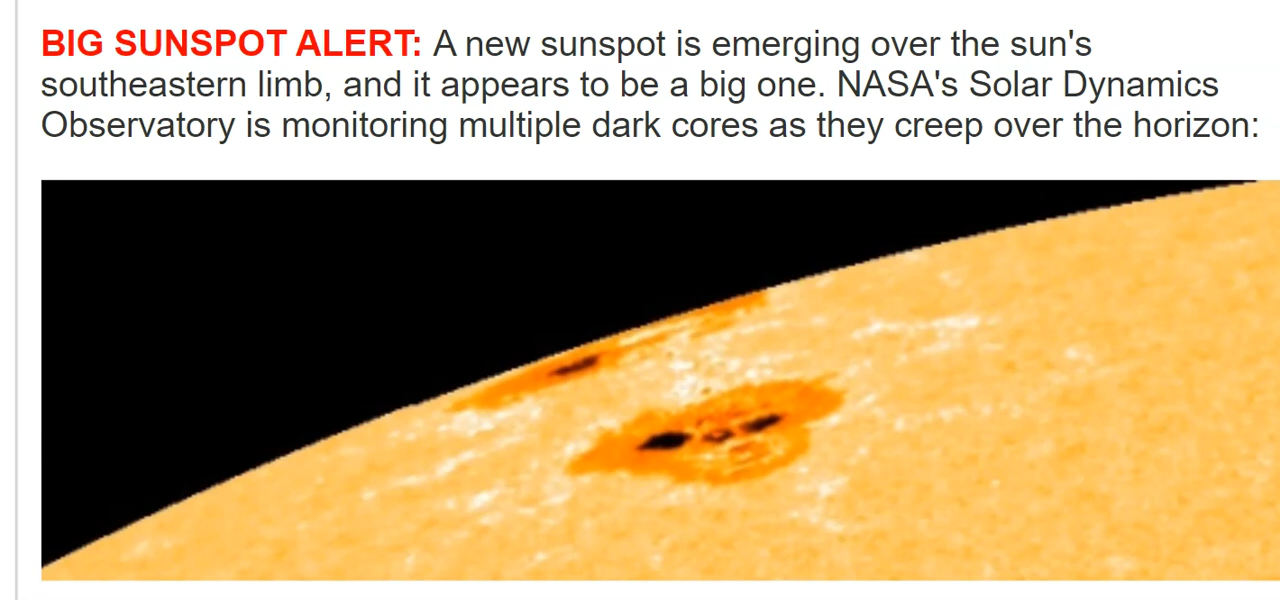 BIG SUNSPOT ALERT: A new sunspot is emerging over the sun's
southeastern limb, and it appears to be a big one. NASA's Solar Dynamics
Observatory is monitoring multiple dark cores as they creep over the horizon: